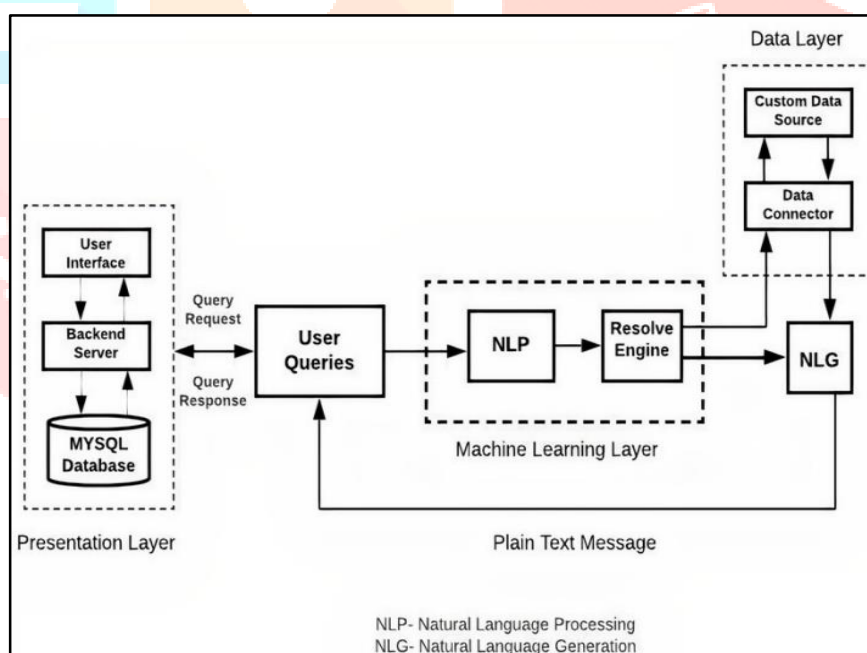 Data Layer
Custom Data
Source
Data
Connector
User
Interface
Backend
Server
MYSQL
Database
Presentation Layer
Query
Request
Query
Response
User
Queries
NLP
Resolve
Engine
Machine Learning Layer
NLG
Plain Text Message
NLP- Natural Language Processing
NLG- Natural Language Generation